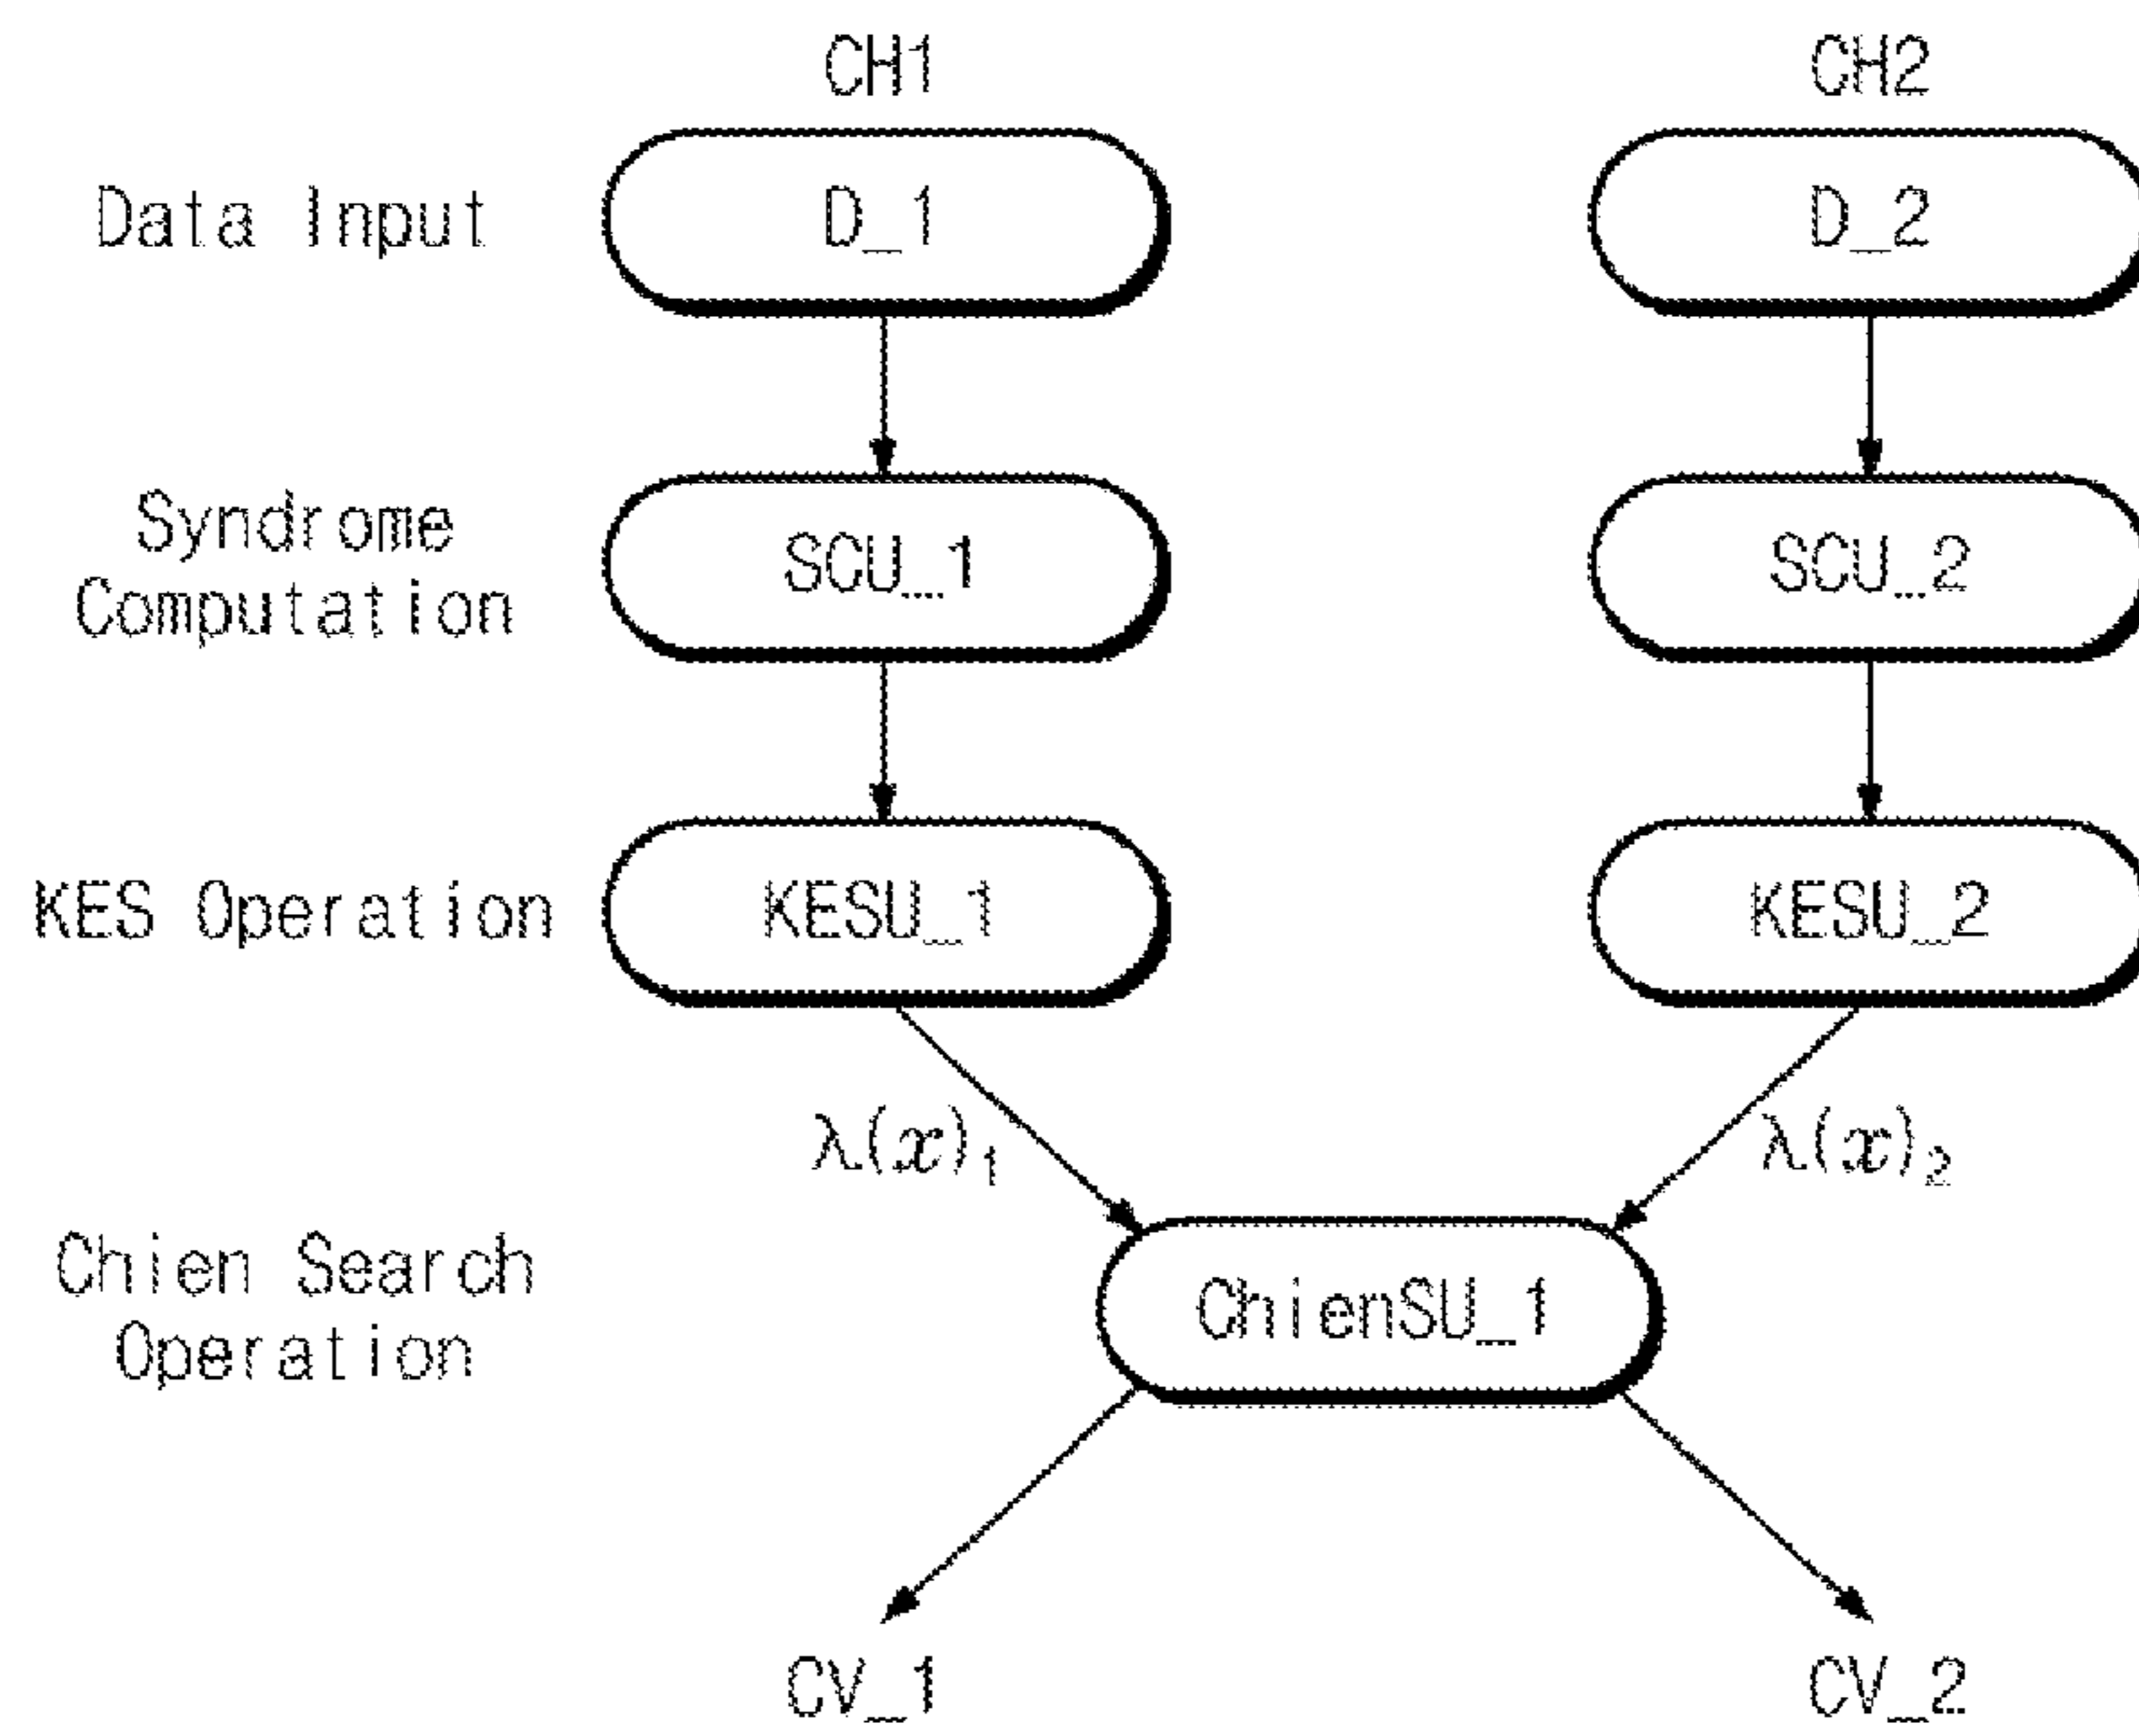 CH1 CH2
Data Input D_1 D_2
Syndrome
Computation
SCU_1 SCU_2
KES Operation KESU_1 KESU_2
λ(x)₁ λ(x)₂
Chien Search
Operation
ChienSU_1
CV_1 CV_2